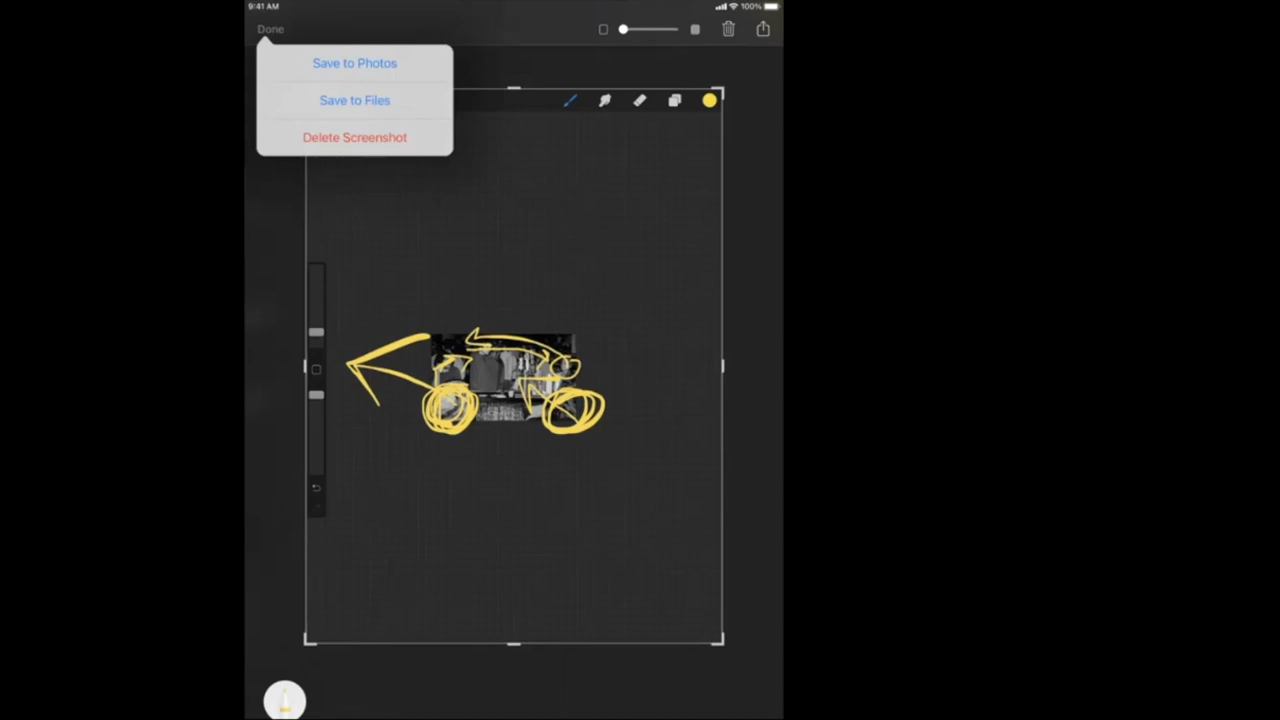 9:41 AM
100%
Done
Save to Photos
Save to Files
Delete Screenshot